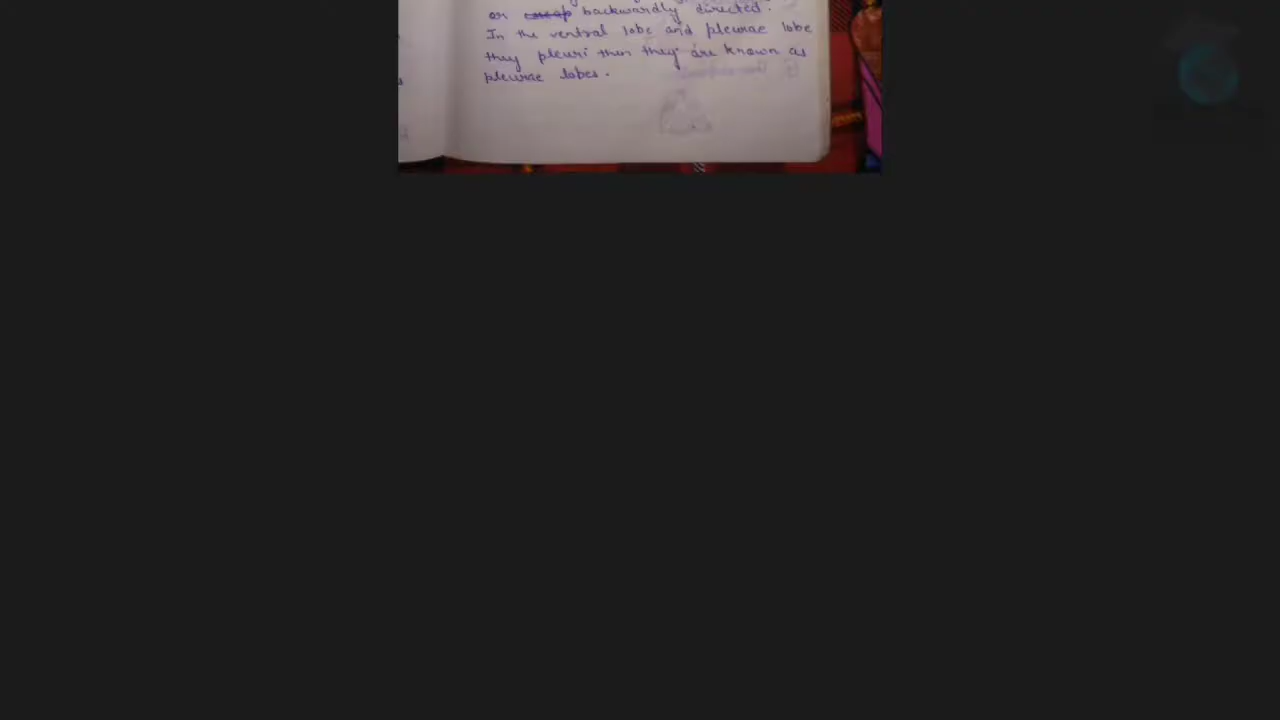 or backwardly directed.
In the ventral lobe and pleurae lobe
they pleuri then they are known as
pleurae lobes.